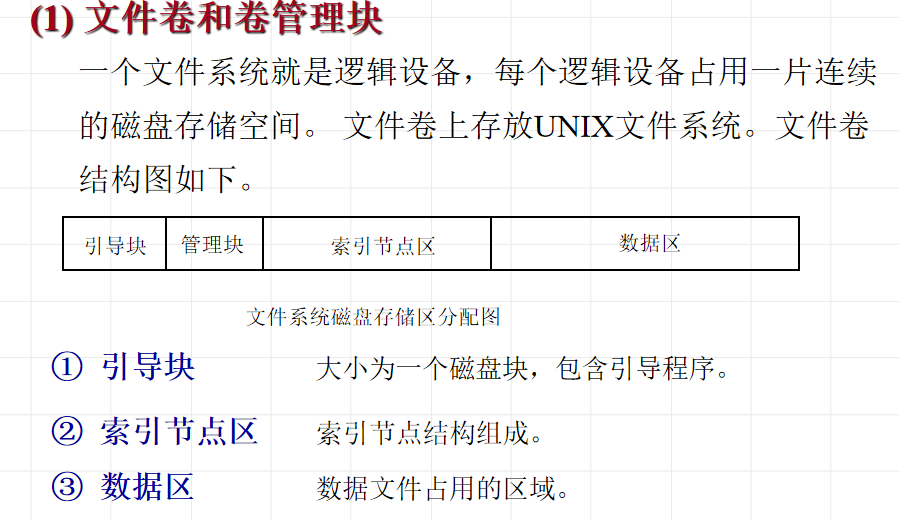 (1) 文件卷和卷管理块
一个文件系统就是逻辑设备，每个逻辑设备占用一片连续
的磁盘存储空间。 文件卷上存放UNIX文件系统。文件卷
结构图如下。
引导块 管理块 索引节点区 数据区
文件系统磁盘存储区分配图
① 引导块 大小为一个磁盘块，包含引导程序。
② 索引节点区 索引节点结构组成。
③ 数据区 数据文件占用的区域。